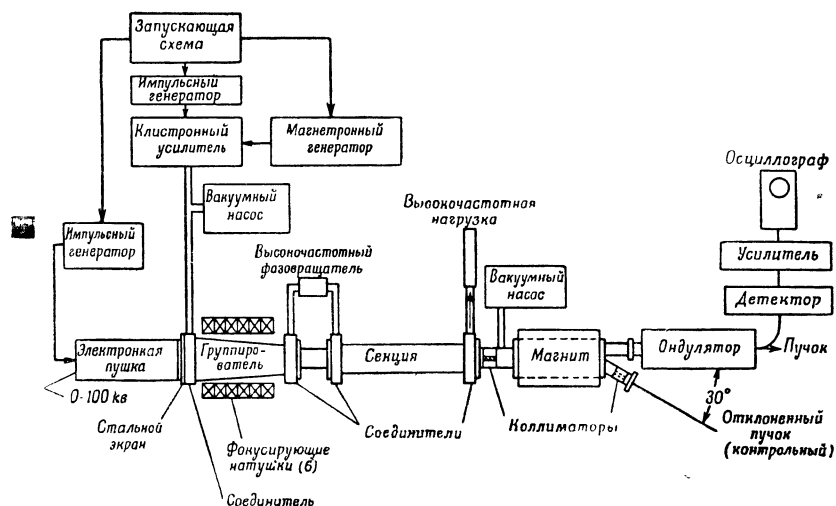 Запускающая
схема
Импульсный
генератор
Клистронный
усилитель
Магнетронный
генератор
Осциллограф
Вакуумный
насос
Высокочастотная
нагрузка
Импульсный
генератор
Высокочастотный
фазовращатель
Усилитель
Вакуумный
насос
Детектор
Электронная
пушка
Группиро-
ватель
Секция
Магнит
Ондулятор
Пучок
0-100 кв
30°
Стальной
экран
Фокусирующие
катушки (6)
Соединители
Коллиматоры
Отклоненный
пучок
(контрольный)
Соединитель